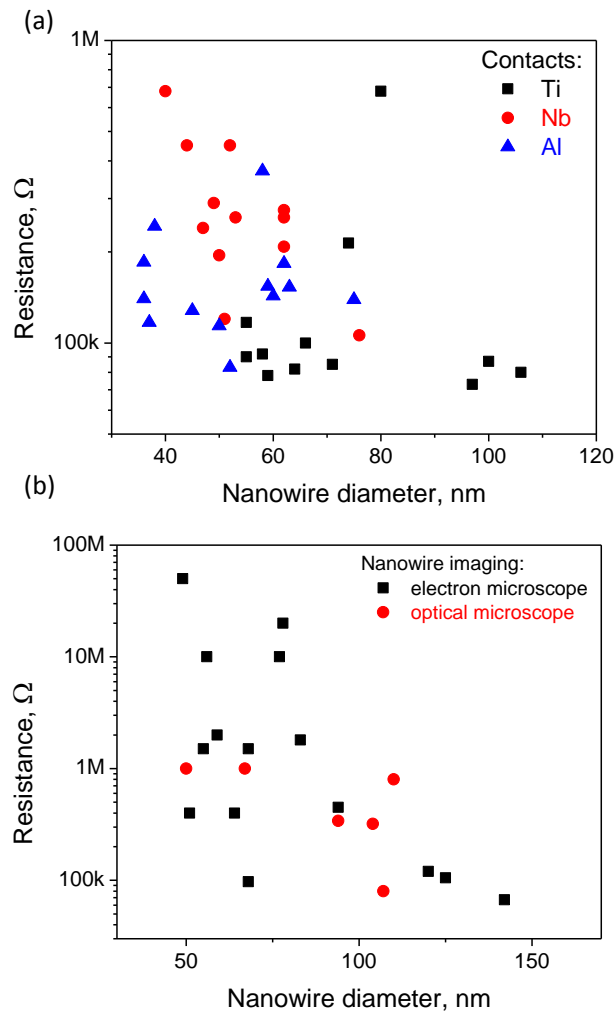 (a)
1M
Contacts:
Ti
Nb
Al
Resistance, Ω
100k
40 60 80 100 120
Nanowire diameter, nm
(b)
100M
Nanowire imaging:
electron microscope
optical microscope
10M
Resistance, Ω
1M
100k
50 100 150
Nanowire diameter, nm